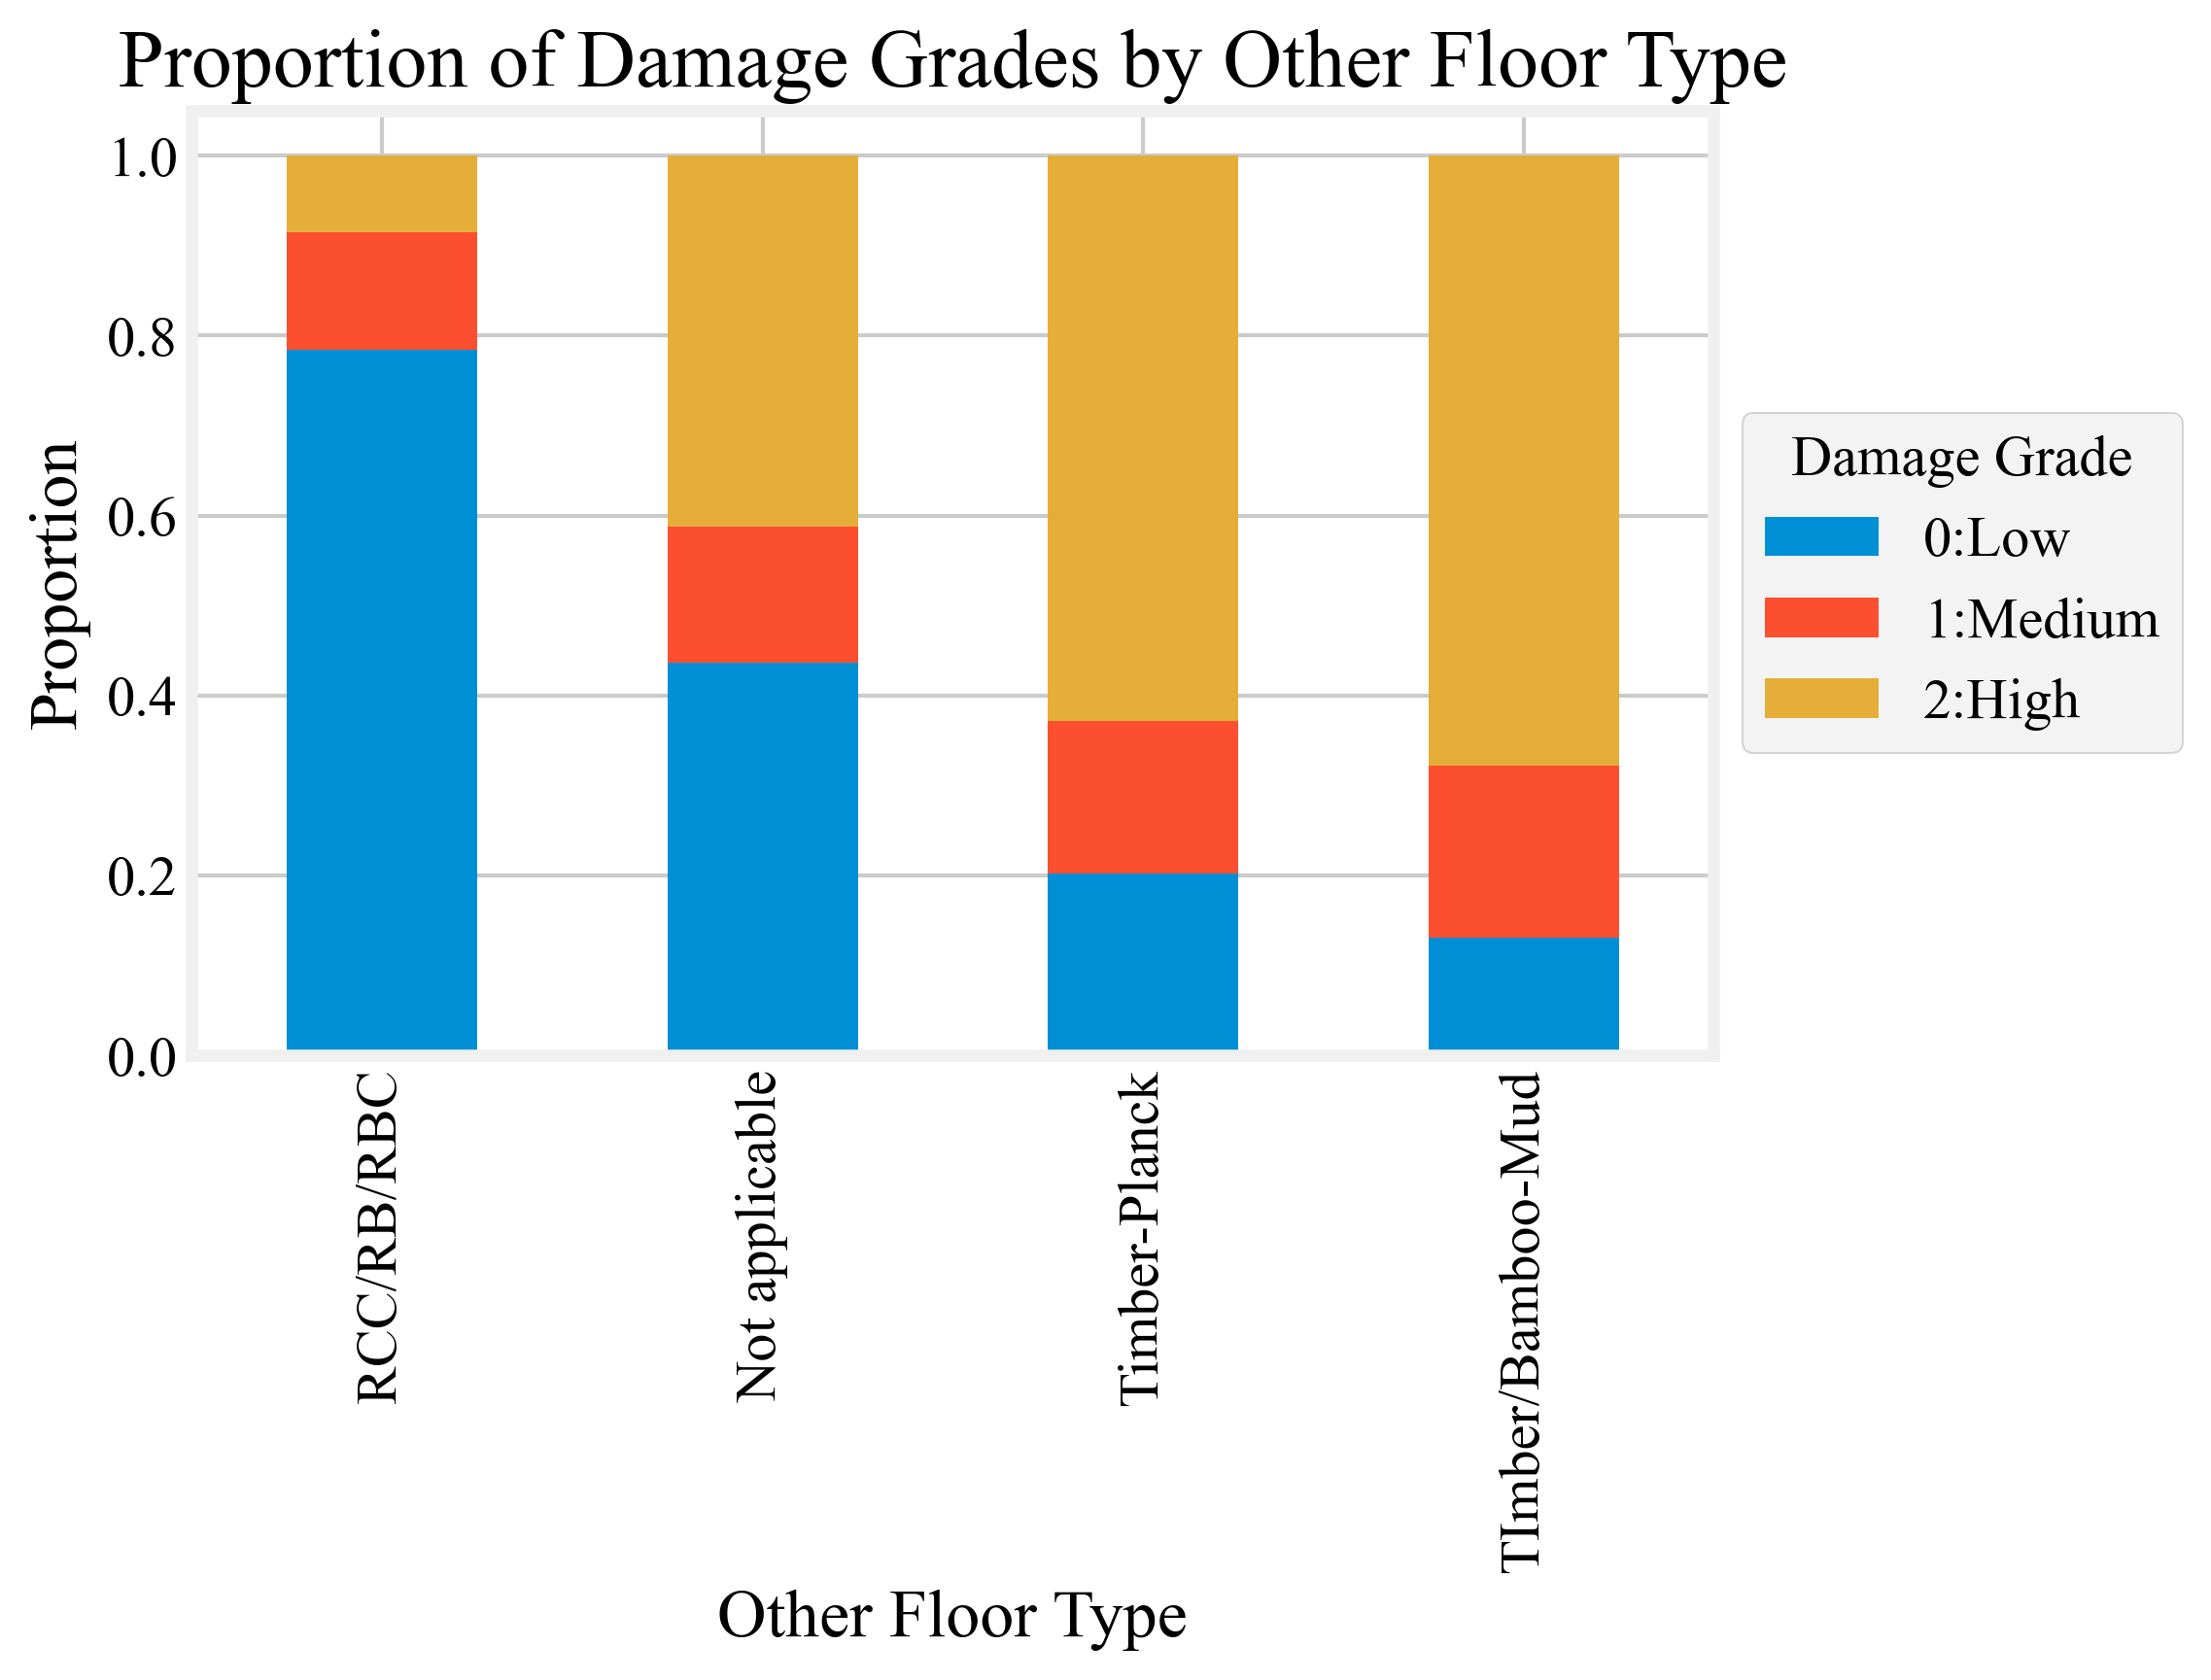 Proportion of Damage Grades by Other Floor Type
Proportion
1.0
0.8
0.6
0.4
0.2
0.0
RCC/RB/RBC
Not applicable
Timber-Planck
TImber/Bamboo-Mud
Other Floor Type
Damage Grade
0:Low
1:Medium
2:High